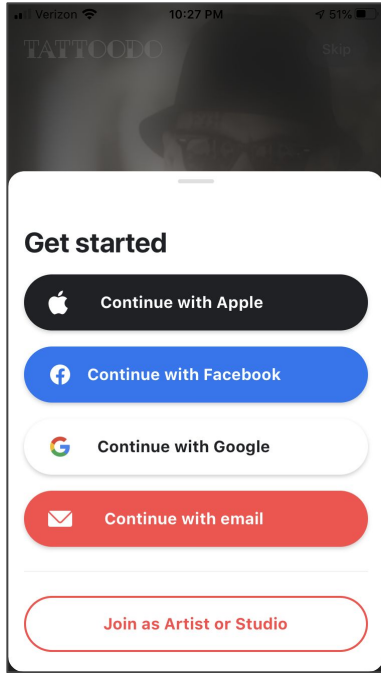 Verizon 10:27 PM 51%
TATTOODO Skip
Get started
Continue with Apple
Continue with Facebook
Continue with Google
Continue with email
Join as Artist or Studio